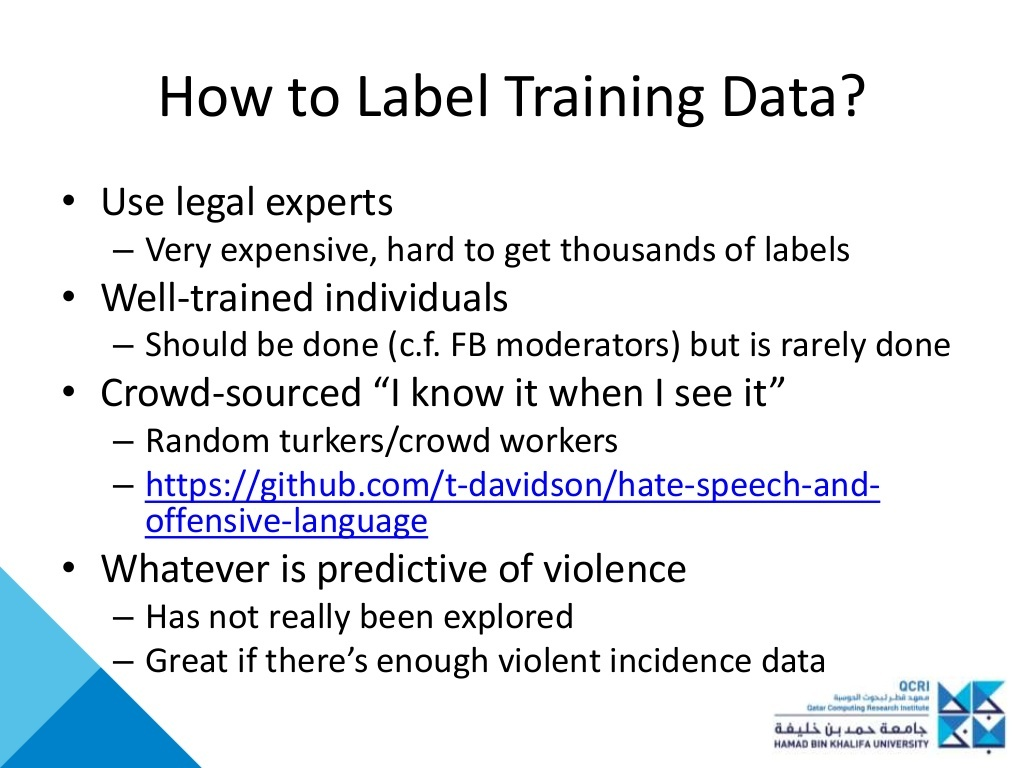 How to Label Training Data?
• Use legal experts
– Very expensive, hard to get thousands of labels
• Well-trained individuals
– Should be done (c.f. FB moderators) but is rarely done
• Crowd-sourced “I know it when I see it”
– Random turkers/crowd workers
– https://github.com/t-davidson/hate-speech-and-
offensive-language
• Whatever is predictive of violence
– Has not really been explored
– Great if there’s enough violent incidence data
QCRI
معهد قطر لبحوث الحوسبة
Qatar Computing Research Institute
جامعة حمد بن خليفة
HAMAD BIN KHALIFA UNIVERSITY